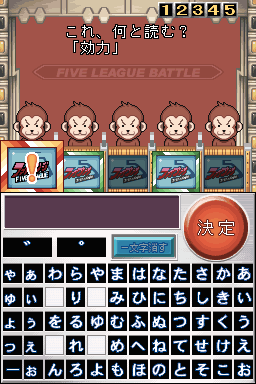 12345
これ、何と読む？
「効力」
FIVE LEAGUE BATTLE
゛ ゜ 一文字消す 決定
ゃ ぁ わ ら や ま は な た さ か あ
ゅ ぃ り み ひ に ち し き い
ょ ぅ を る ゆ む ふ ぬ つ す く う
っ ぇ れ め へ ね て せ け え
ー ぉ ん ろ よ も ほ の と そ こ お